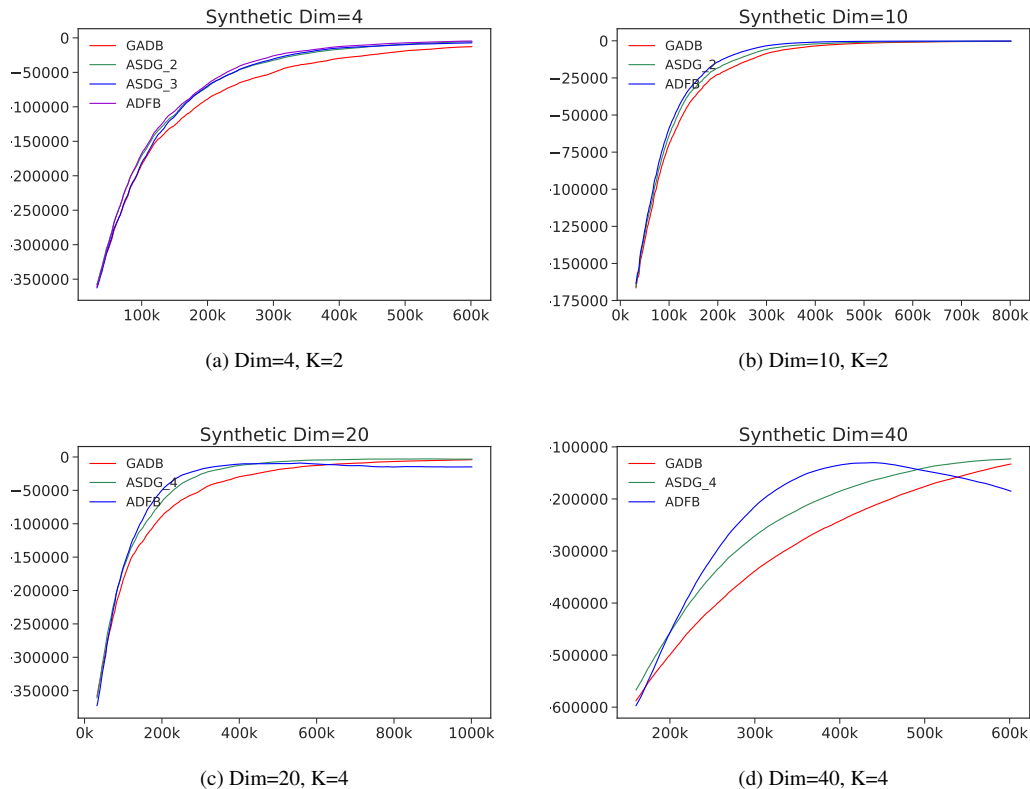 Synthetic Dim=4
0
−50000
−100000
−150000
-200000
-250000
-300000
-350000
GADB
ASDG_2
ASDG_3
ADFB
100k 200k 300k 400k 500k 600k
(a) Dim=4, K=2
Synthetic Dim=10
0
−25000
−50000
−75000
-100000
-125000
-150000
-175000
GADB
ASDG_2
ADFB
0k 100k 200k 300k 400k 500k 600k 700k 800k
(b) Dim=10, K=2
Synthetic Dim=20
0
−50000
-100000
-150000
-200000
-250000
-300000
-350000
GADB
ASDG_4
ADFB
0k 200k 400k 600k 800k 1000k
(c) Dim=20, K=4
Synthetic Dim=40
-100000
-200000
-300000
-400000
-500000
-600000
GADB
ASDG_4
ADFB
200k 300k 400k 500k 600k
(d) Dim=40, K=4